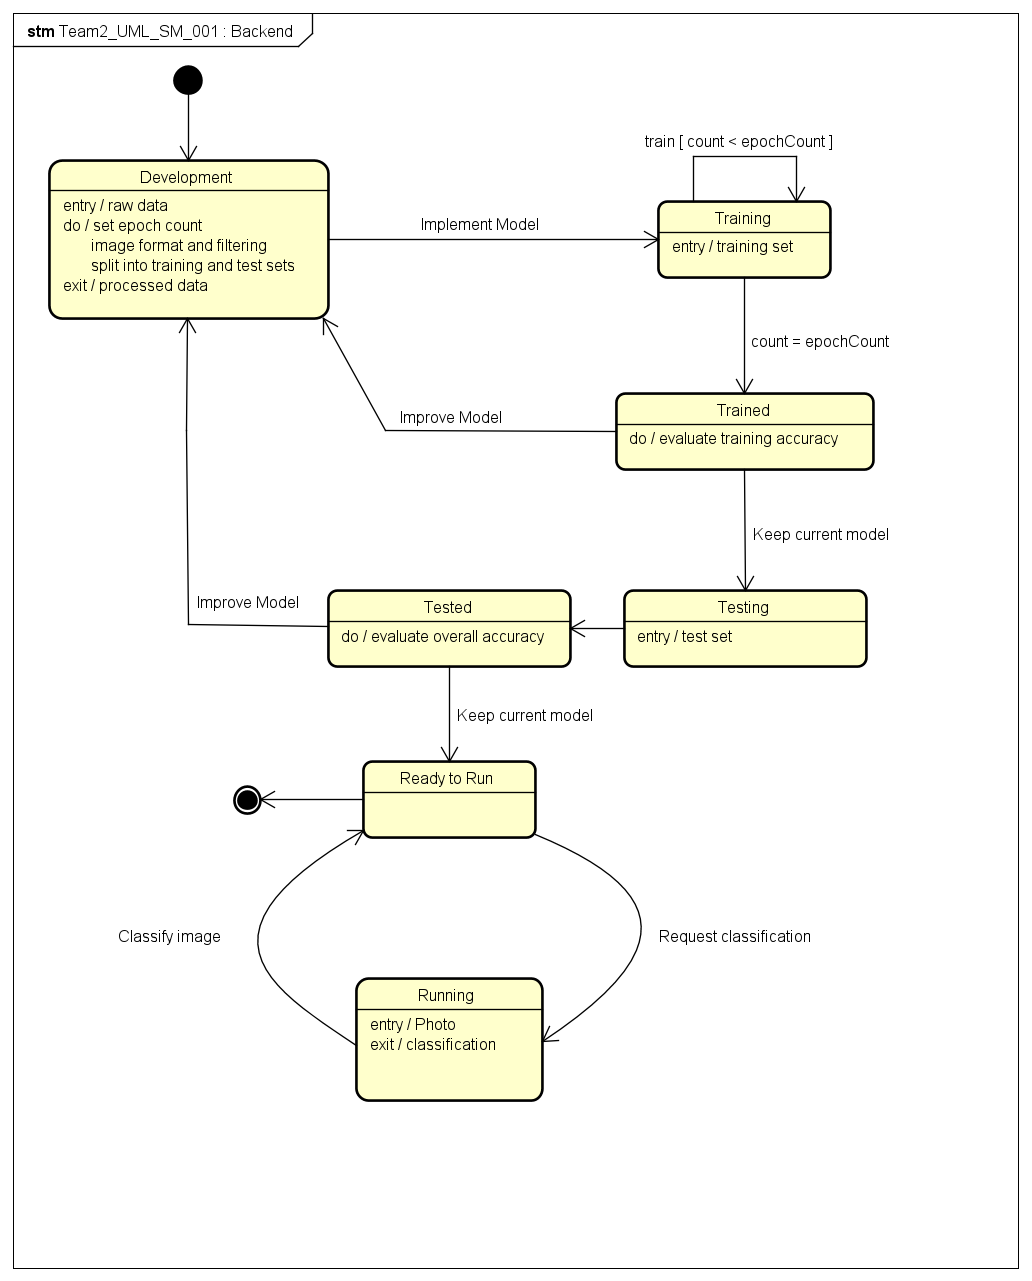 stm Team2_UML_SM_001 : Backend
train [ count < epochCount ]
Development
entry / raw data
do / set epoch count
image format and filtering
split into training and test sets
exit / processed data
Implement Model
Training
entry / training set
count = epochCount
Improve Model
Trained
do / evaluate training accuracy
Keep current model
Improve Model
Tested
do / evaluate overall accuracy
Testing
entry / test set
Keep current model
Ready to Run
Classify image
Request classification
Running
entry / Photo
exit / classification